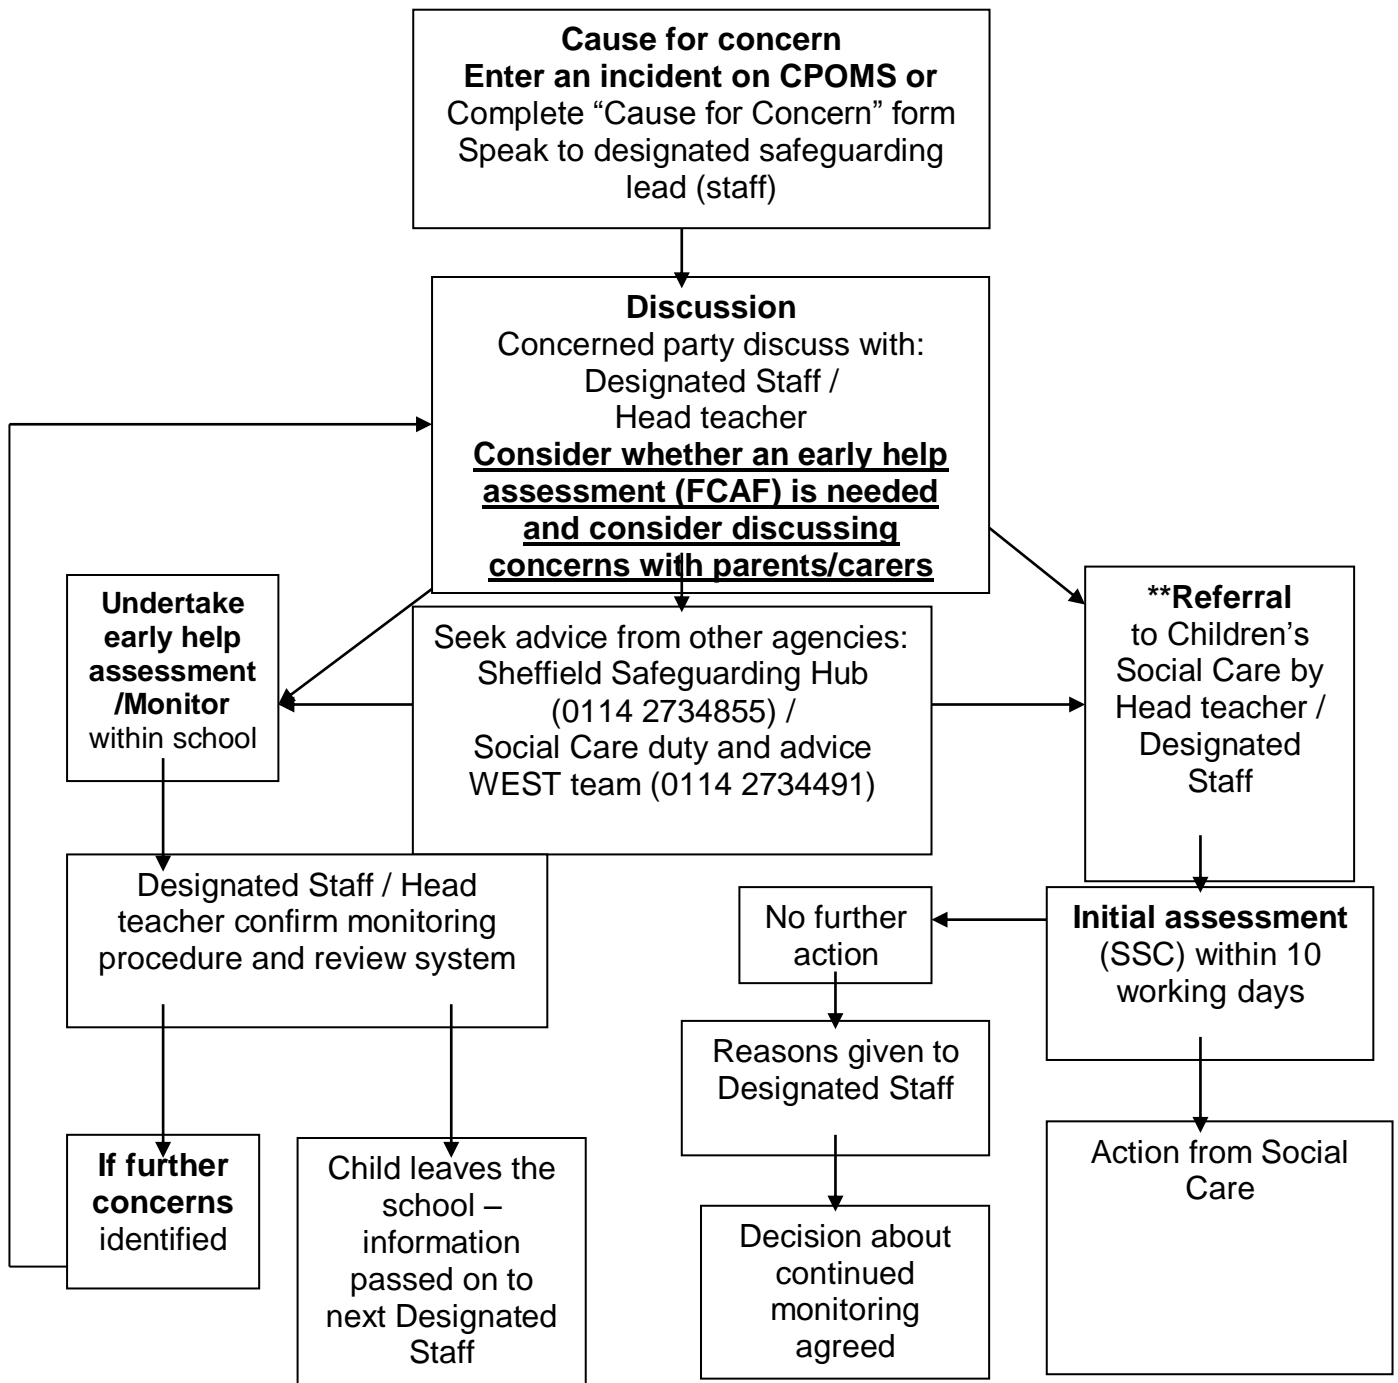 Cause for concern
Enter an incident on CPOMS or
Complete “Cause for Concern” form
Speak to designated safeguarding
lead (staff)
Discussion
Concerned party discuss with:
Designated Staff /
Head teacher
Consider whether an early help
assessment (FCAF) is needed
and consider discussing
concerns with parents/carers
Undertake
early help
assessment
/Monitor
within school
Seek advice from other agencies:
Sheffield Safeguarding Hub
(0114 2734855) /
Social Care duty and advice
WEST team (0114 2734491)
**Referral
to Children’s
Social Care by
Head teacher /
Designated
Staff
Designated Staff / Head
teacher confirm monitoring
procedure and review system
No further
action
Initial assessment
(SSC) within 10
working days
Reasons given to
Designated Staff
If further
concerns
identified
Child leaves the
school –
information
passed on to
next Designated
Staff
Decision about
continued
monitoring
agreed
Action from Social
Care